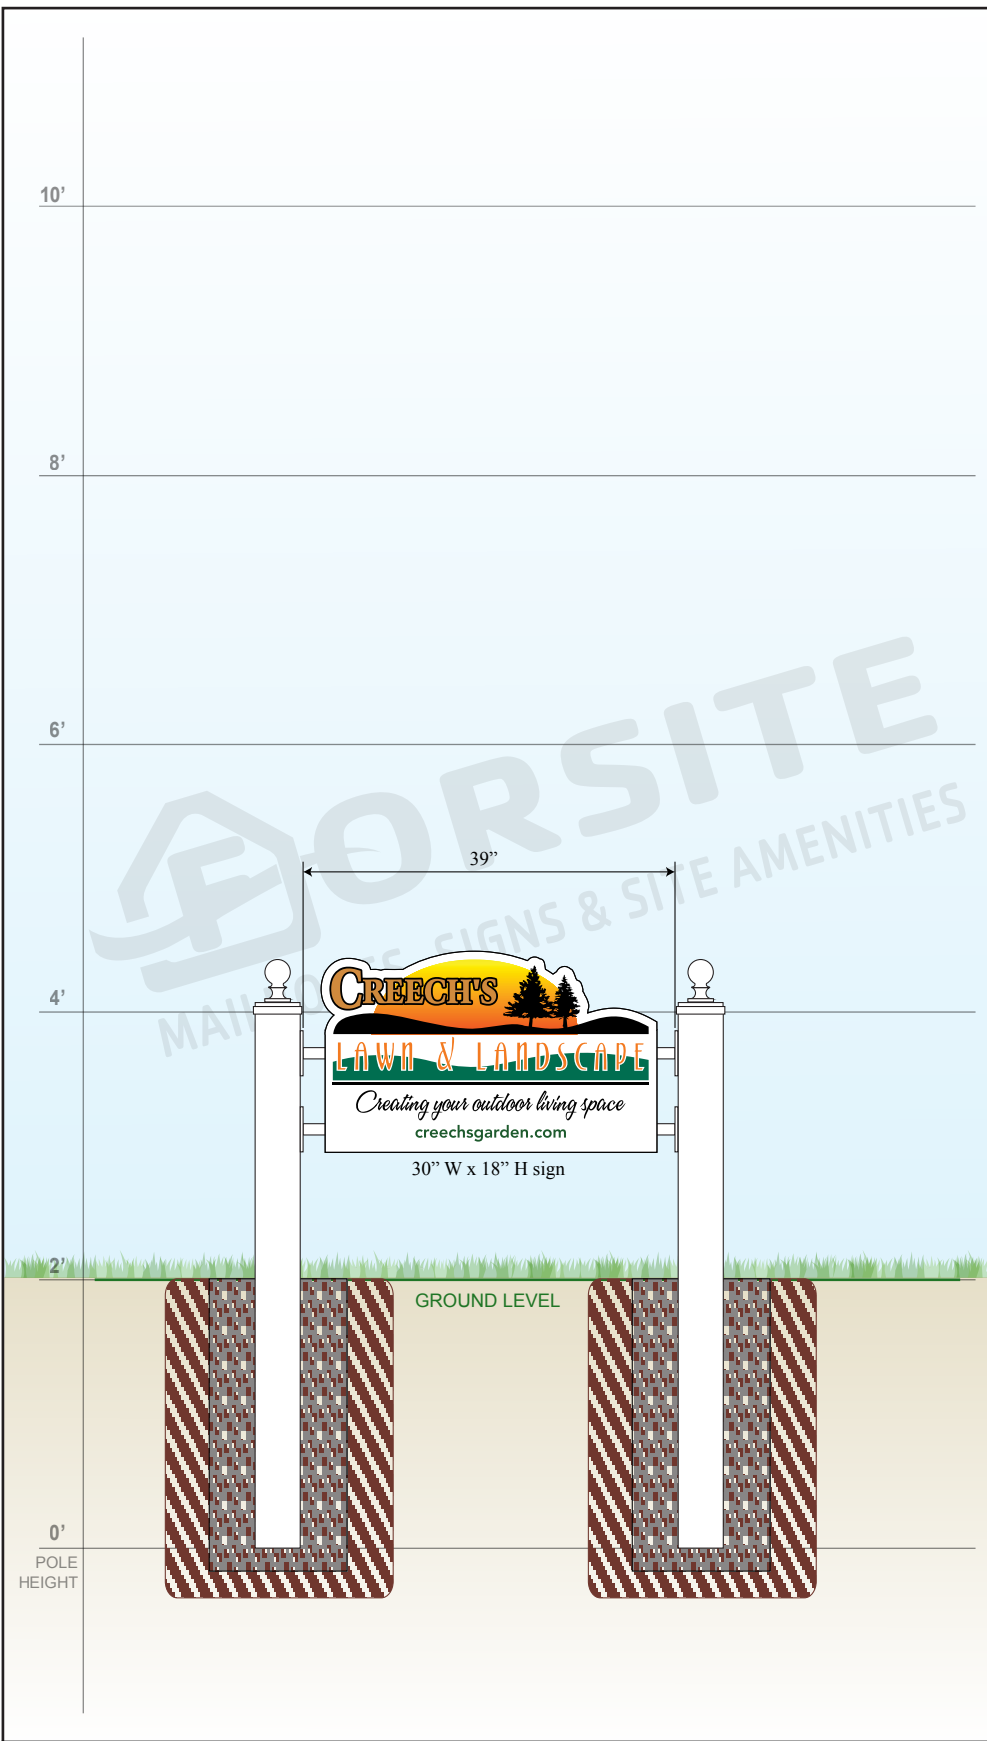 10’
8’
6’
FORSITE
MAILBOXES, SIGNS & SITE AMENITIES
39”
4’
CREECH'S
LAWN & LANDSCAPE
Creating your outdoor living space
creechsgarden.com
30” W x 18” H sign
2’
GROUND LEVEL
0’
POLE
HEIGHT